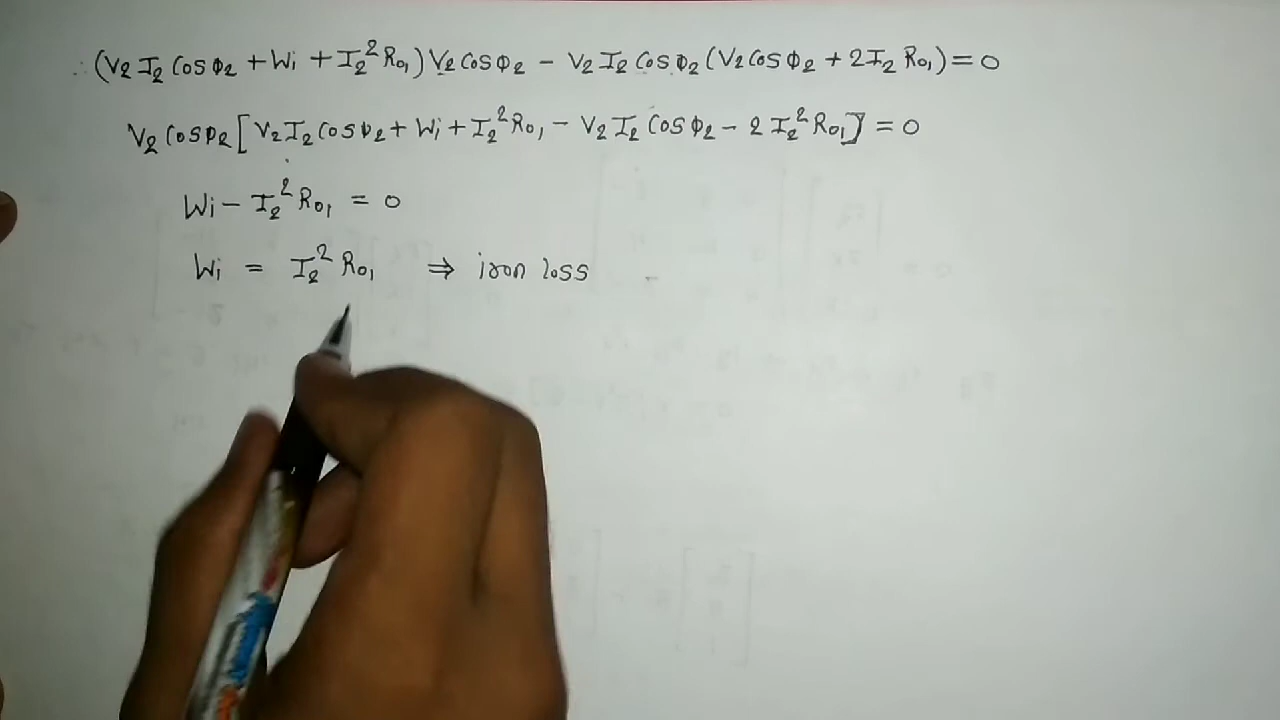 ∴ (V₂ I₂ Cos Φ₂ + Wi + I₂² R₀₁) V₂ Cos Φ₂ - V₂ I₂ Cos Φ₂ (V₂ Cos Φ₂ + 2 I₂ R₀₁) = 0
V₂ Cos Φ₂ [V₂ I₂ Cos Φ₂ + Wi + I₂² R₀₁ - V₂ I₂ Cos Φ₂ - 2 I₂² R₀₁] = 0
Wi - I₂² R₀₁ = 0
Wi = I₂² R₀₁ ⇒ iron loss